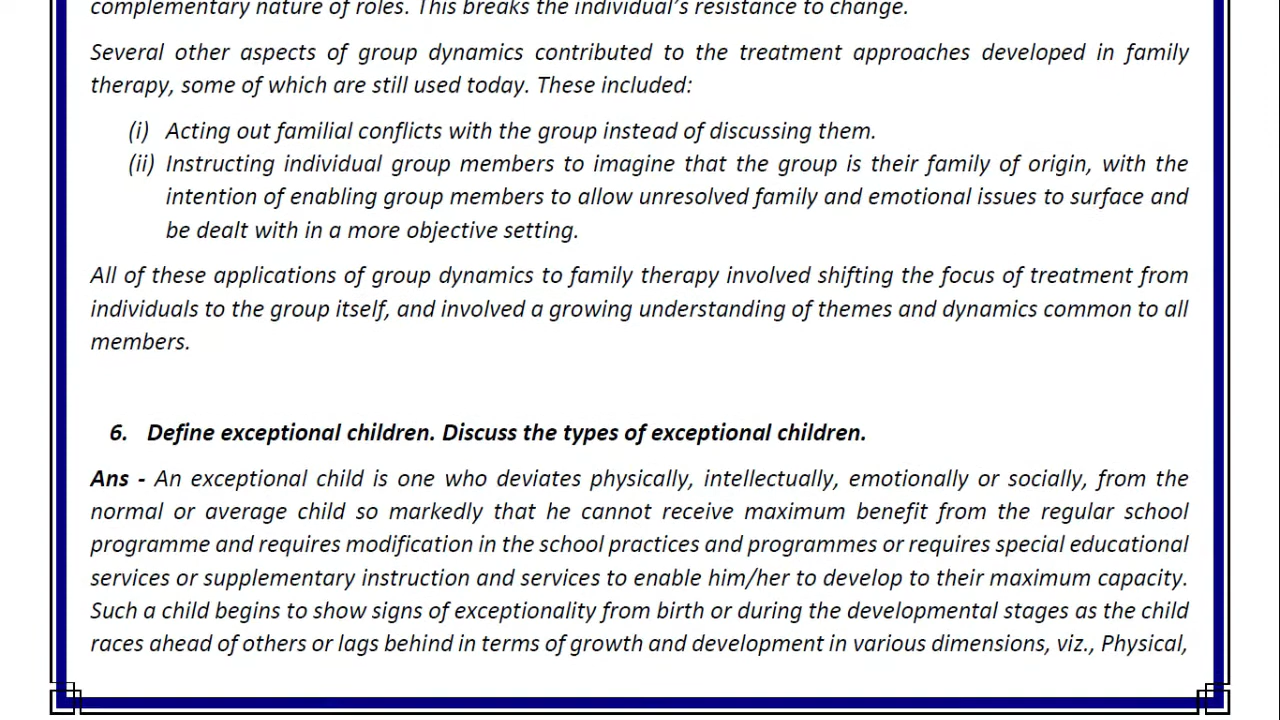 complementary nature of roles. This breaks the individual's resistance to change.
Several other aspects of group dynamics contributed to the treatment approaches developed in family
therapy, some of which are still used today. These included:
(i) Acting out familial conflicts with the group instead of discussing them.
(ii) Instructing individual group members to imagine that the group is their family of origin, with the
intention of enabling group members to allow unresolved family and emotional issues to surface and
be dealt with in a more objective setting.
All of these applications of group dynamics to family therapy involved shifting the focus of treatment from
individuals to the group itself, and involved a growing understanding of themes and dynamics common to all
members.
6. Define exceptional children. Discuss the types of exceptional children.
Ans - An exceptional child is one who deviates physically, intellectually, emotionally or socially, from the
normal or average child so markedly that he cannot receive maximum benefit from the regular school
programme and requires modification in the school practices and programmes or requires special educational
services or supplementary instruction and services to enable him/her to develop to their maximum capacity.
Such a child begins to show signs of exceptionality from birth or during the developmental stages as the child
races ahead of others or lags behind in terms of growth and development in various dimensions, viz., Physical,